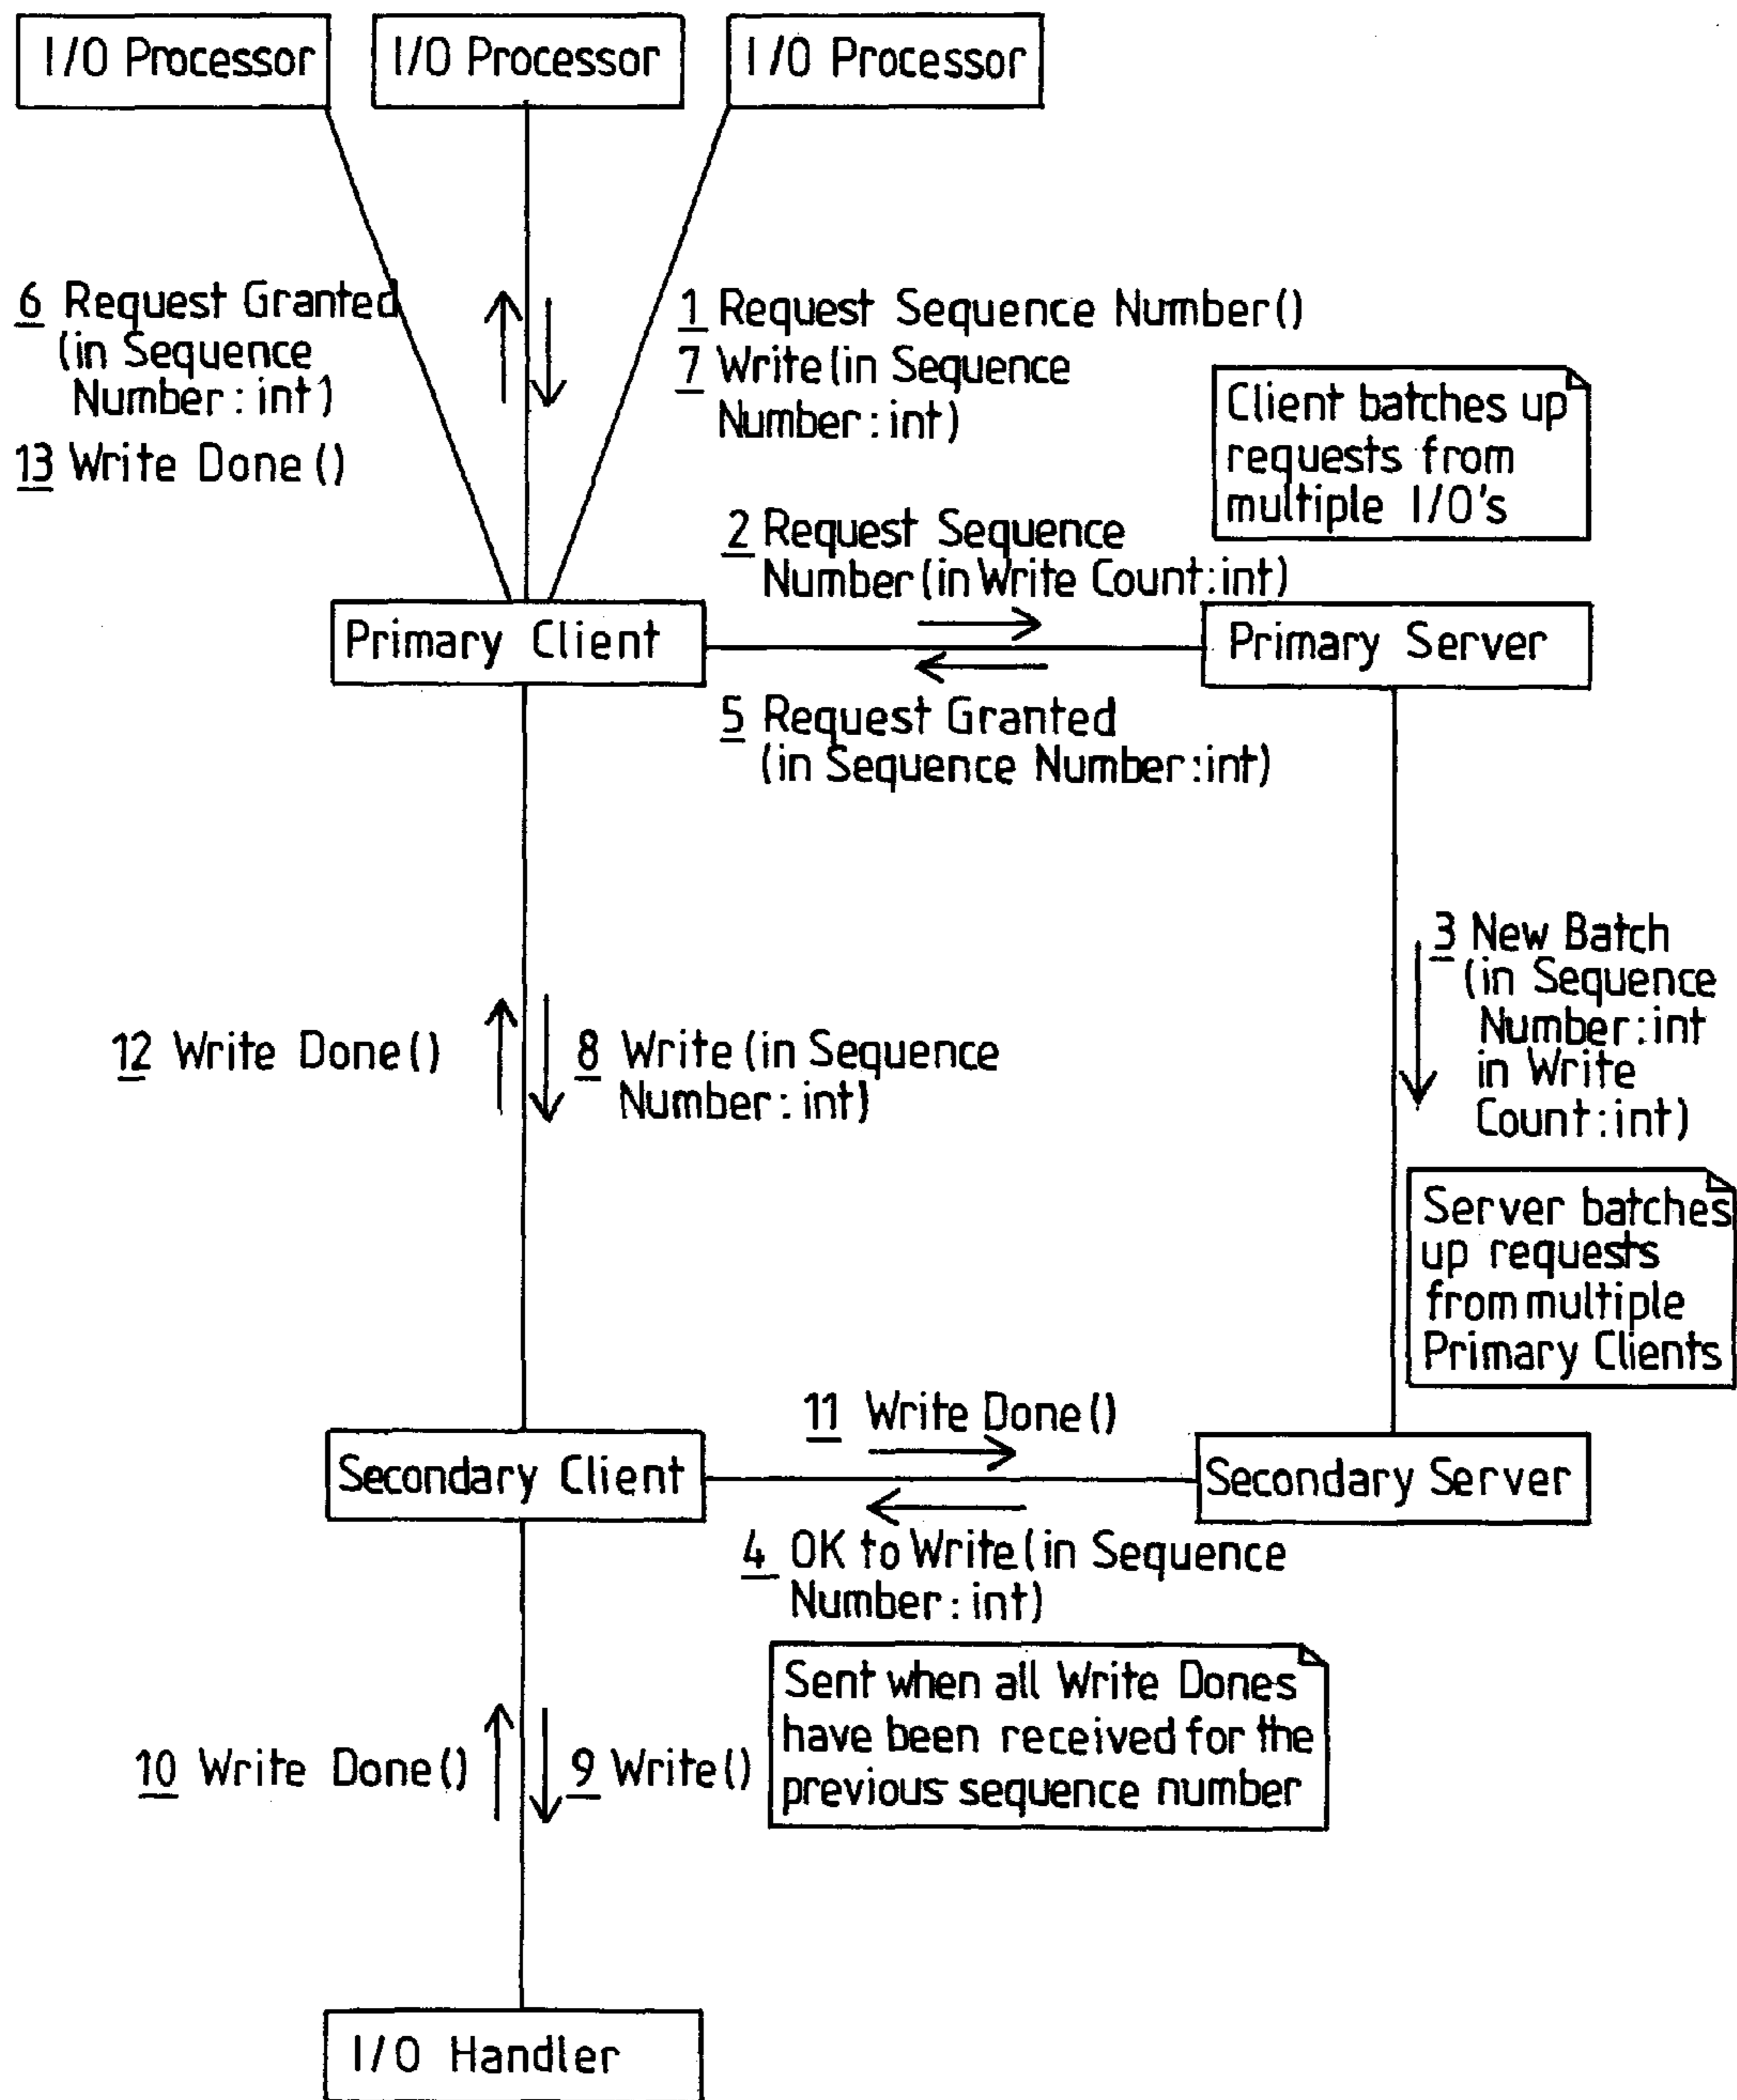 I/O Processor
I/O Processor
I/O Processor
6 Request Granted
(in Sequence
Number: int)
13 Write Done()
1 Request Sequence Number()
7 Write(in Sequence
Number: int)
Client batches up
requests from
multiple I/O's
2 Request Sequence
Number(in Write Count:int)
Primary Client
Primary Server
5 Request Granted
(in Sequence Number:int)
3 New Batch
(in Sequence
Number:int
in Write
Count:int)
12 Write Done()
8 Write(in Sequence
Number: int)
Server batches
up requests
from multiple
Primary Clients
11 Write Done()
Secondary Client
Secondary Server
4 OK to Write(in Sequence
Number: int)
Sent when all Write Dones
have been received for the
previous sequence number
10 Write Done()
9 Write()
I/O Handler